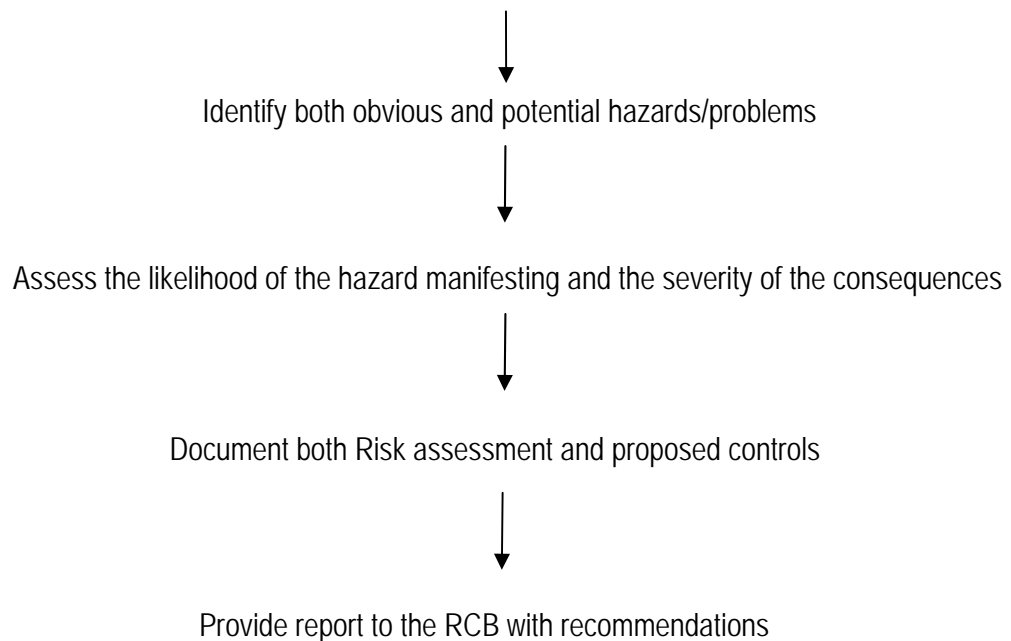 Identify both obvious and potential hazards/problems
Assess the likelihood of the hazard manifesting and the severity of the consequences
Document both Risk assessment and proposed controls
Provide report to the RCB with recommendations